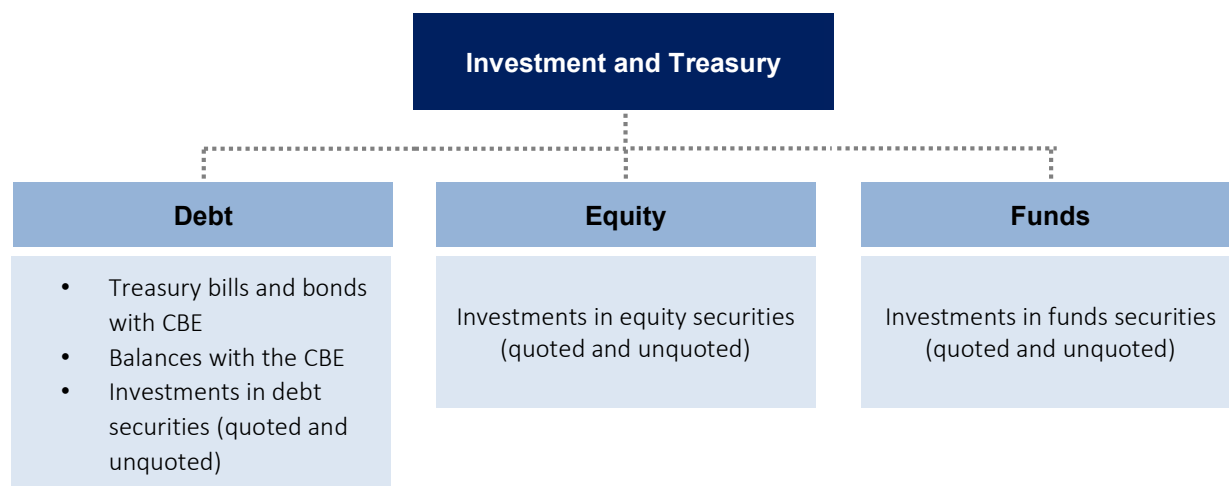 Investment and Treasury
Debt
Equity
Funds
• Treasury bills and bonds
with CBE
• Balances with the CBE
• Investments in debt
securities (quoted and
unquoted)
Investments in equity securities
(quoted and unquoted)
Investments in funds securities
(quoted and unquoted)